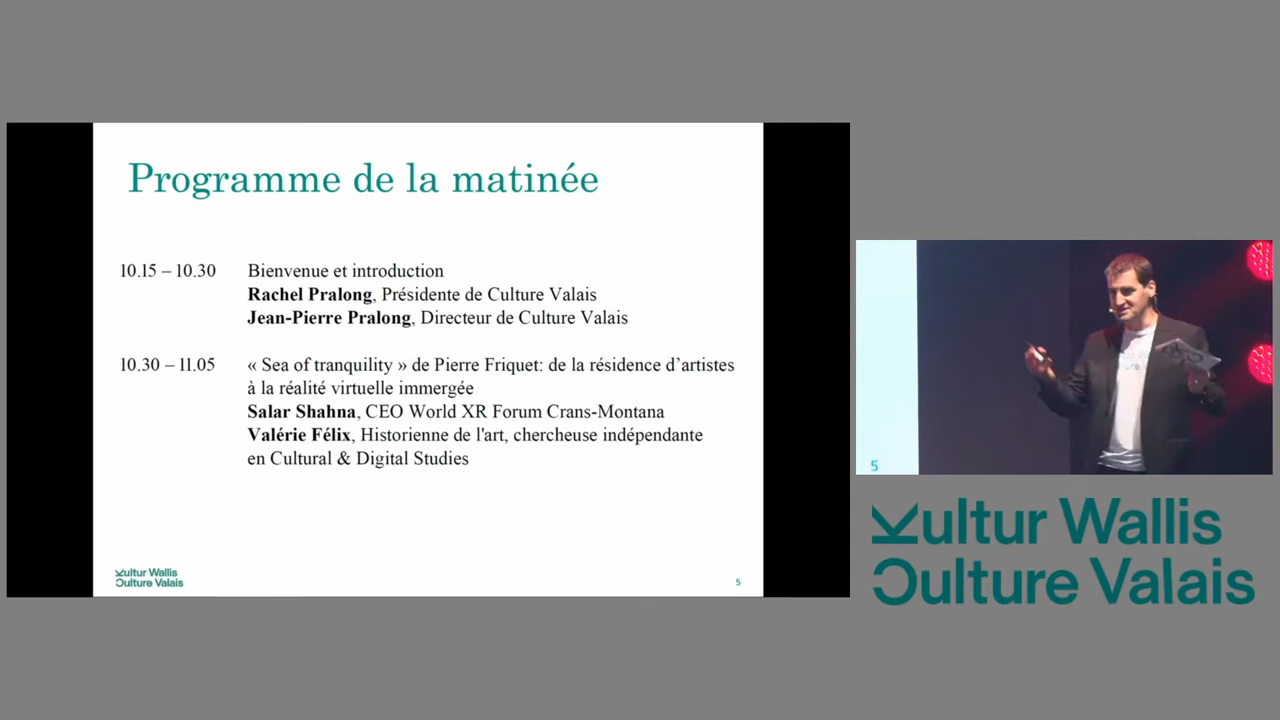 Programme de la matinée
10.15 – 10.30
Bienvenue et introduction
Rachel Pralong, Présidente de Culture Valais
Jean-Pierre Pralong, Directeur de Culture Valais
10.30 – 11.05
« Sea of tranquility » de Pierre Friquet: de la résidence d’artistes
à la réalité virtuelle immergée
Salar Shahna, CEO World XR Forum Crans-Montana
Valérie Félix, Historienne de l'art, chercheuse indépendante
en Cultural & Digital Studies
Kultur Wallis
Culture Valais
5
5
Kultur Wallis
Culture Valais